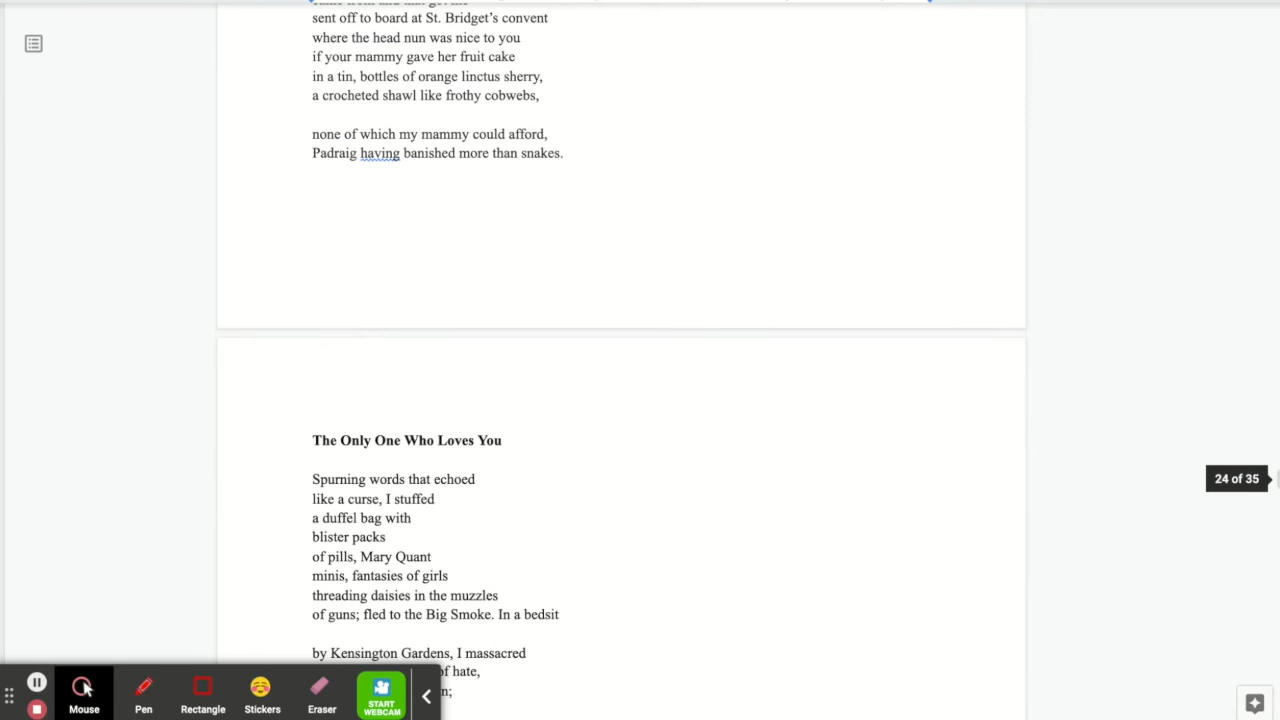 sent off to board at St. Bridget's convent
where the head nun was nice to you
if your mammy gave her fruit cake
in a tin, bottles of orange linctus sherry,
a crocheted shawl like frothy cobwebs,
none of which my mammy could afford,
Padraig having banished more than snakes.
The Only One Who Loves You
Spurning words that echoed
like a curse, I stuffed
a duffel bag with
blister packs
of pills, Mary Quant
minis, fantasies of girls
threading daisies in the muzzles
of guns; fled to the Big Smoke. In a bedsit
by Kensington Gardens, I massacred
of hate,
24 of 35
Mouse
Pen
Rectangle
Stickers
Eraser
START
WEBCAM